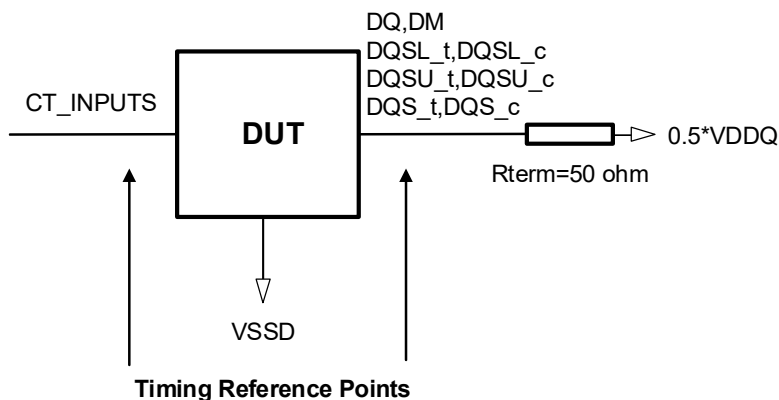 DQ,DM
DQSL_t,DQSL_c
DQSU_t,DQSU_c
DQS_t,DQS_c
CT_INPUTS
DUT
0.5*VDDQ
Rterm=50 ohm
VSSD
Timing Reference Points